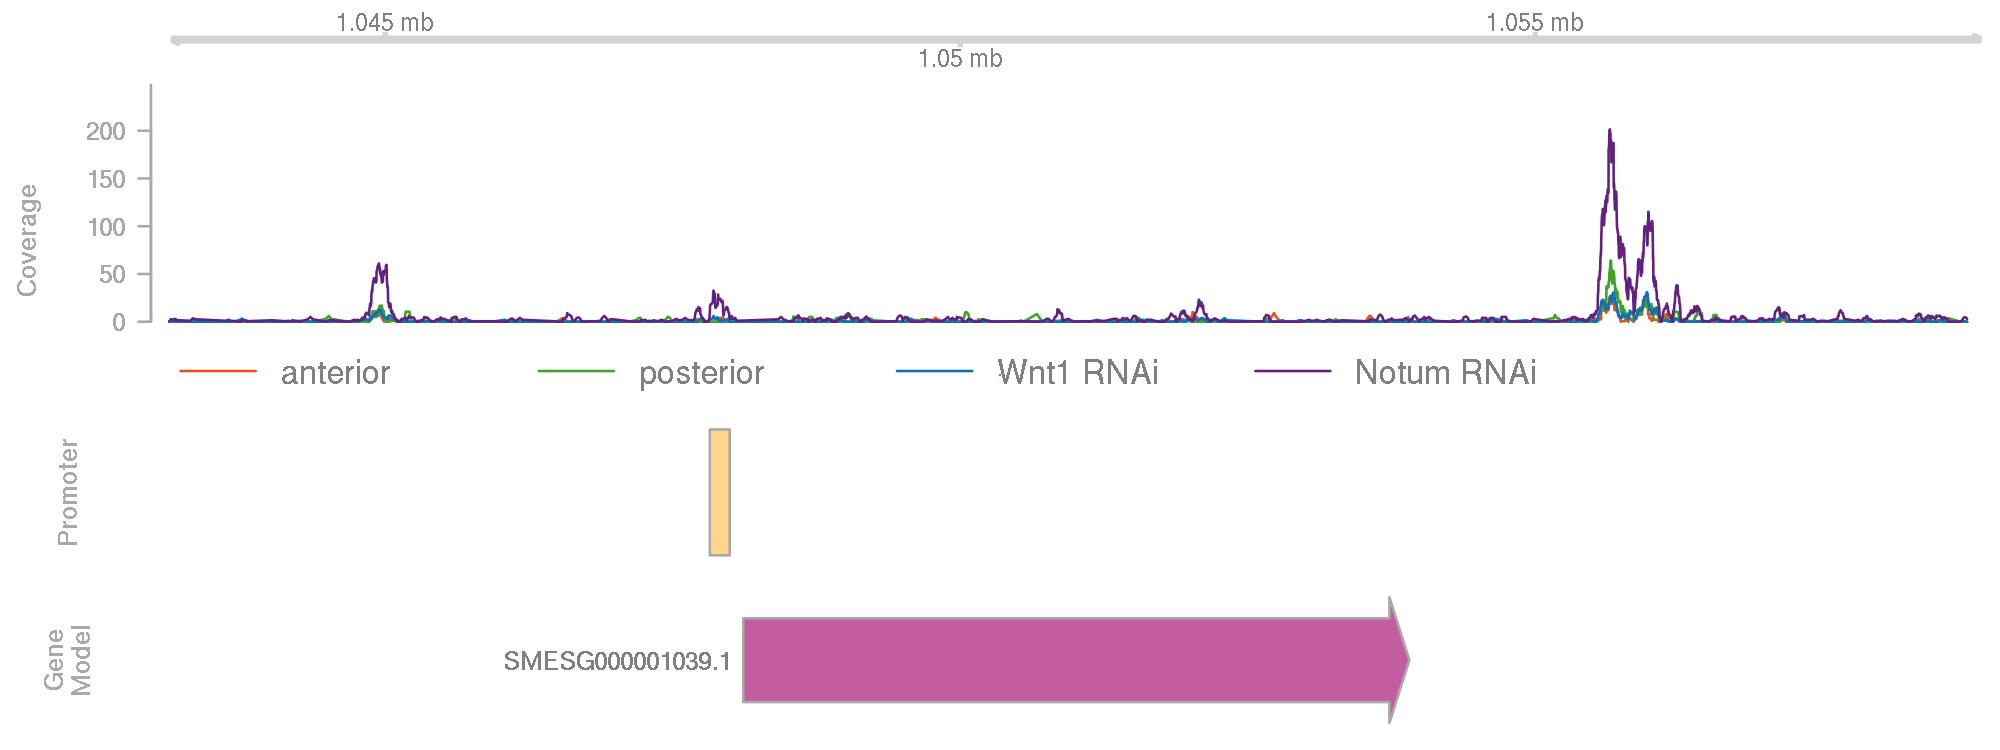 1.045 mb
1.055 mb
1.05 mb
Coverage
200
150
100
50
0
anterior posterior Wnt1 RNAi Notum RNAi
Promoter
Gene
Model
SMESG000001039.1